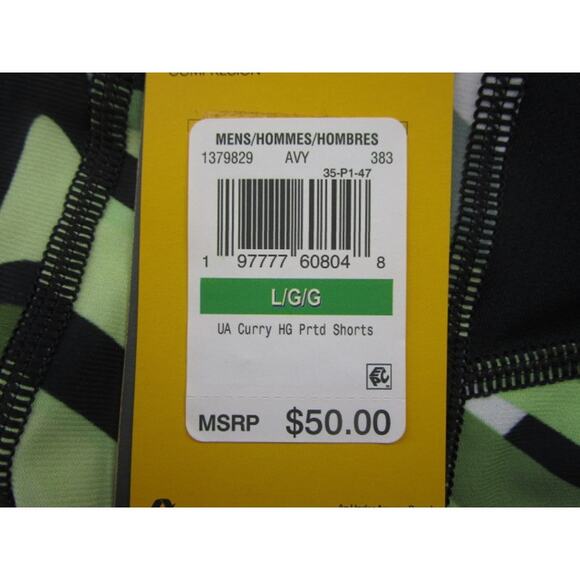 MENS/HOMMES/HOMBRES
1379829 AVY 383
35-P1-47
1 97777 60804 8
L/G/G
UA Curry HG Prtd Shorts
MSRP $50.00